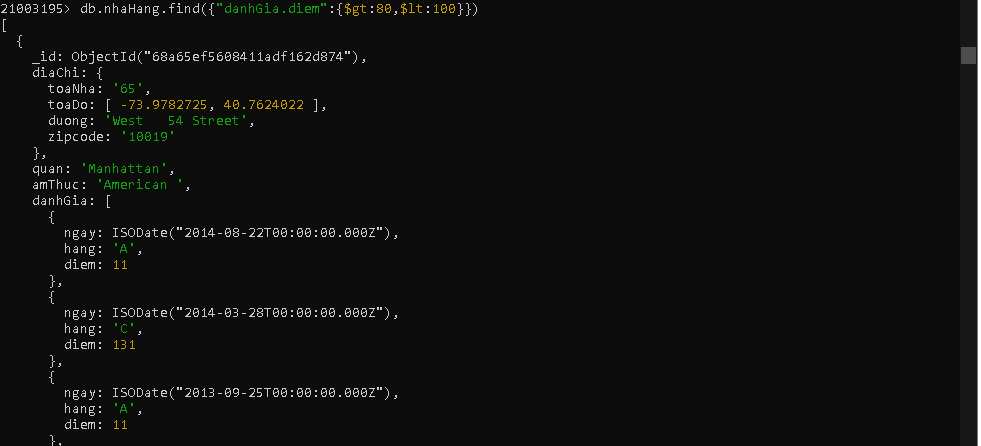 21003195> db.nhaHang.find({"danhGia.diem":{$gt:80,$lt:100}})
[
  {
    _id: ObjectId("68a65ef5608411adf162d874"),
    diaChi: {
      toaNha: '65',
      toaDo: [ -73.9782725, 40.7624022 ],
      duong: 'West   54 Street',
      zipcode: '10019'
    },
    quan: 'Manhattan',
    amThuc: 'American ',
    danhGia: [
      {
        ngay: ISODate("2014-08-22T00:00:00.000Z"),
        hang: 'A',
        diem: 11
      },
      {
        ngay: ISODate("2014-03-28T00:00:00.000Z"),
        hang: 'C',
        diem: 131
      },
      {
        ngay: ISODate("2013-09-25T00:00:00.000Z"),
        hang: 'A',
        diem: 11
      },